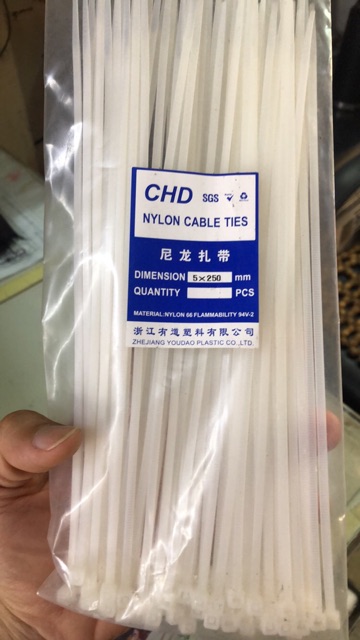 CHD SGS
NYLON CABLE TIES
尼龙扎带
DIMENSION 5×250 mm
QUANTITY PCS
MATERIAL:NYLON 66 FLAMMABILITY 94V-2
浙江有道塑料有限公司
ZHEJIANG YOUDAO PLASTIC CO.,LTD.